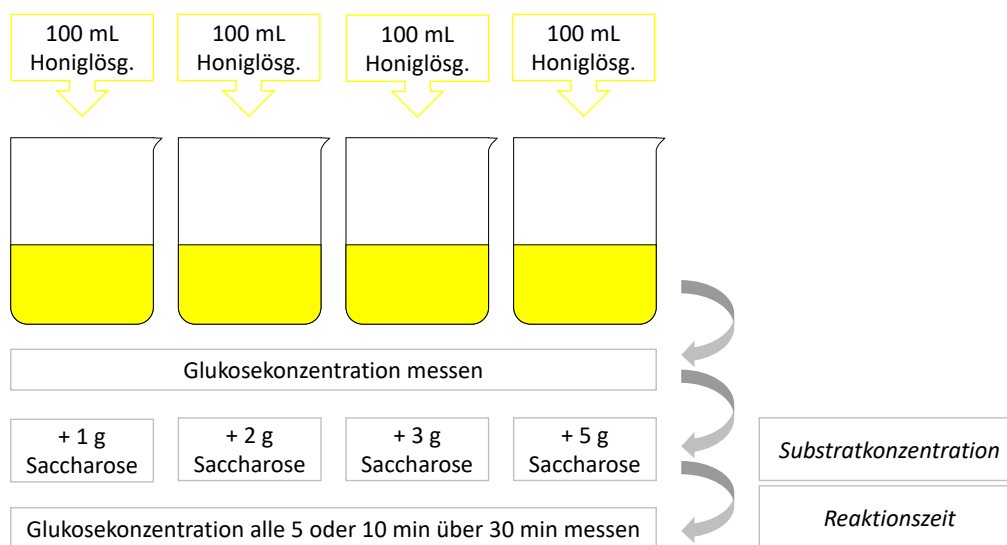 100 mL
Honiglösg.
100 mL
Honiglösg.
100 mL
Honiglösg.
100 mL
Honiglösg.
Glukosekonzentration messen
+ 1 g
Saccharose
+ 2 g
Saccharose
+ 3 g
Saccharose
+ 5 g
Saccharose
Substratkonzentration
Glukosekonzentration alle 5 oder 10 min über 30 min messen
Reaktionszeit